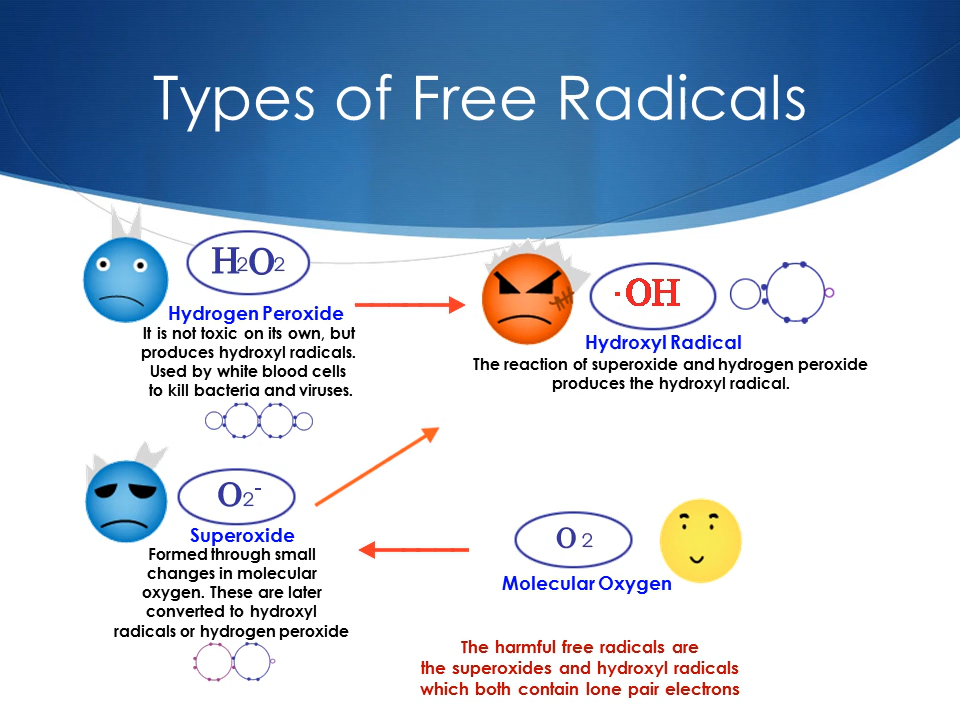 Types of Free Radicals
H2O2
Hydrogen Peroxide
It is not toxic on its own, but
produces hydroxyl radicals.
Used by white blood cells
to kill bacteria and viruses.
·OH
Hydroxyl Radical
The reaction of superoxide and hydrogen peroxide
produces the hydroxyl radical.
O2-
Superoxide
Formed through small
changes in molecular
oxygen. These are later
converted to hydroxyl
radicals or hydrogen peroxide
O 2
Molecular Oxygen
The harmful free radicals are
the superoxides and hydroxyl radicals
which both contain lone pair electrons